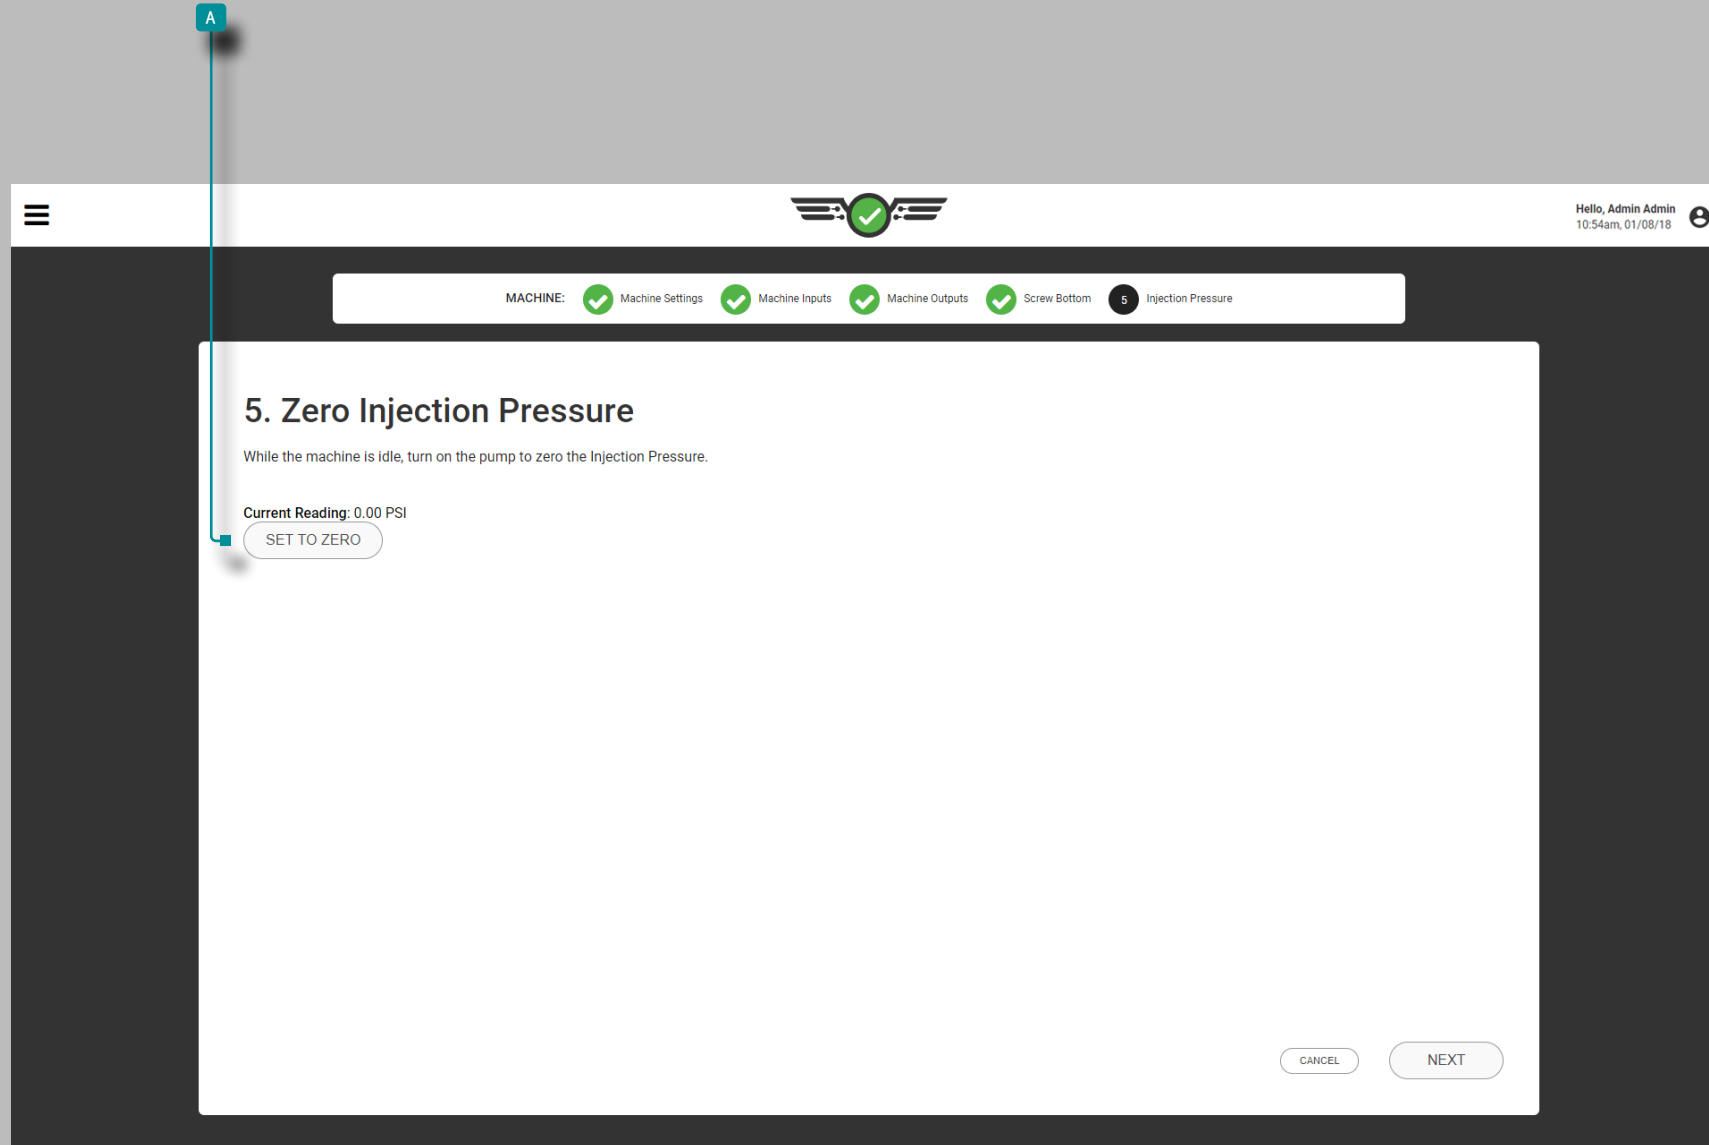 A
Hello, Admin Admin
10:54am, 01/08/18
MACHINE: Machine Settings Machine Inputs Machine Outputs Screw Bottom 5 Injection Pressure
5. Zero Injection Pressure
While the machine is idle, turn on the pump to zero the Injection Pressure.
Current Reading: 0.00 PSI
SET TO ZERO
CANCEL NEXT